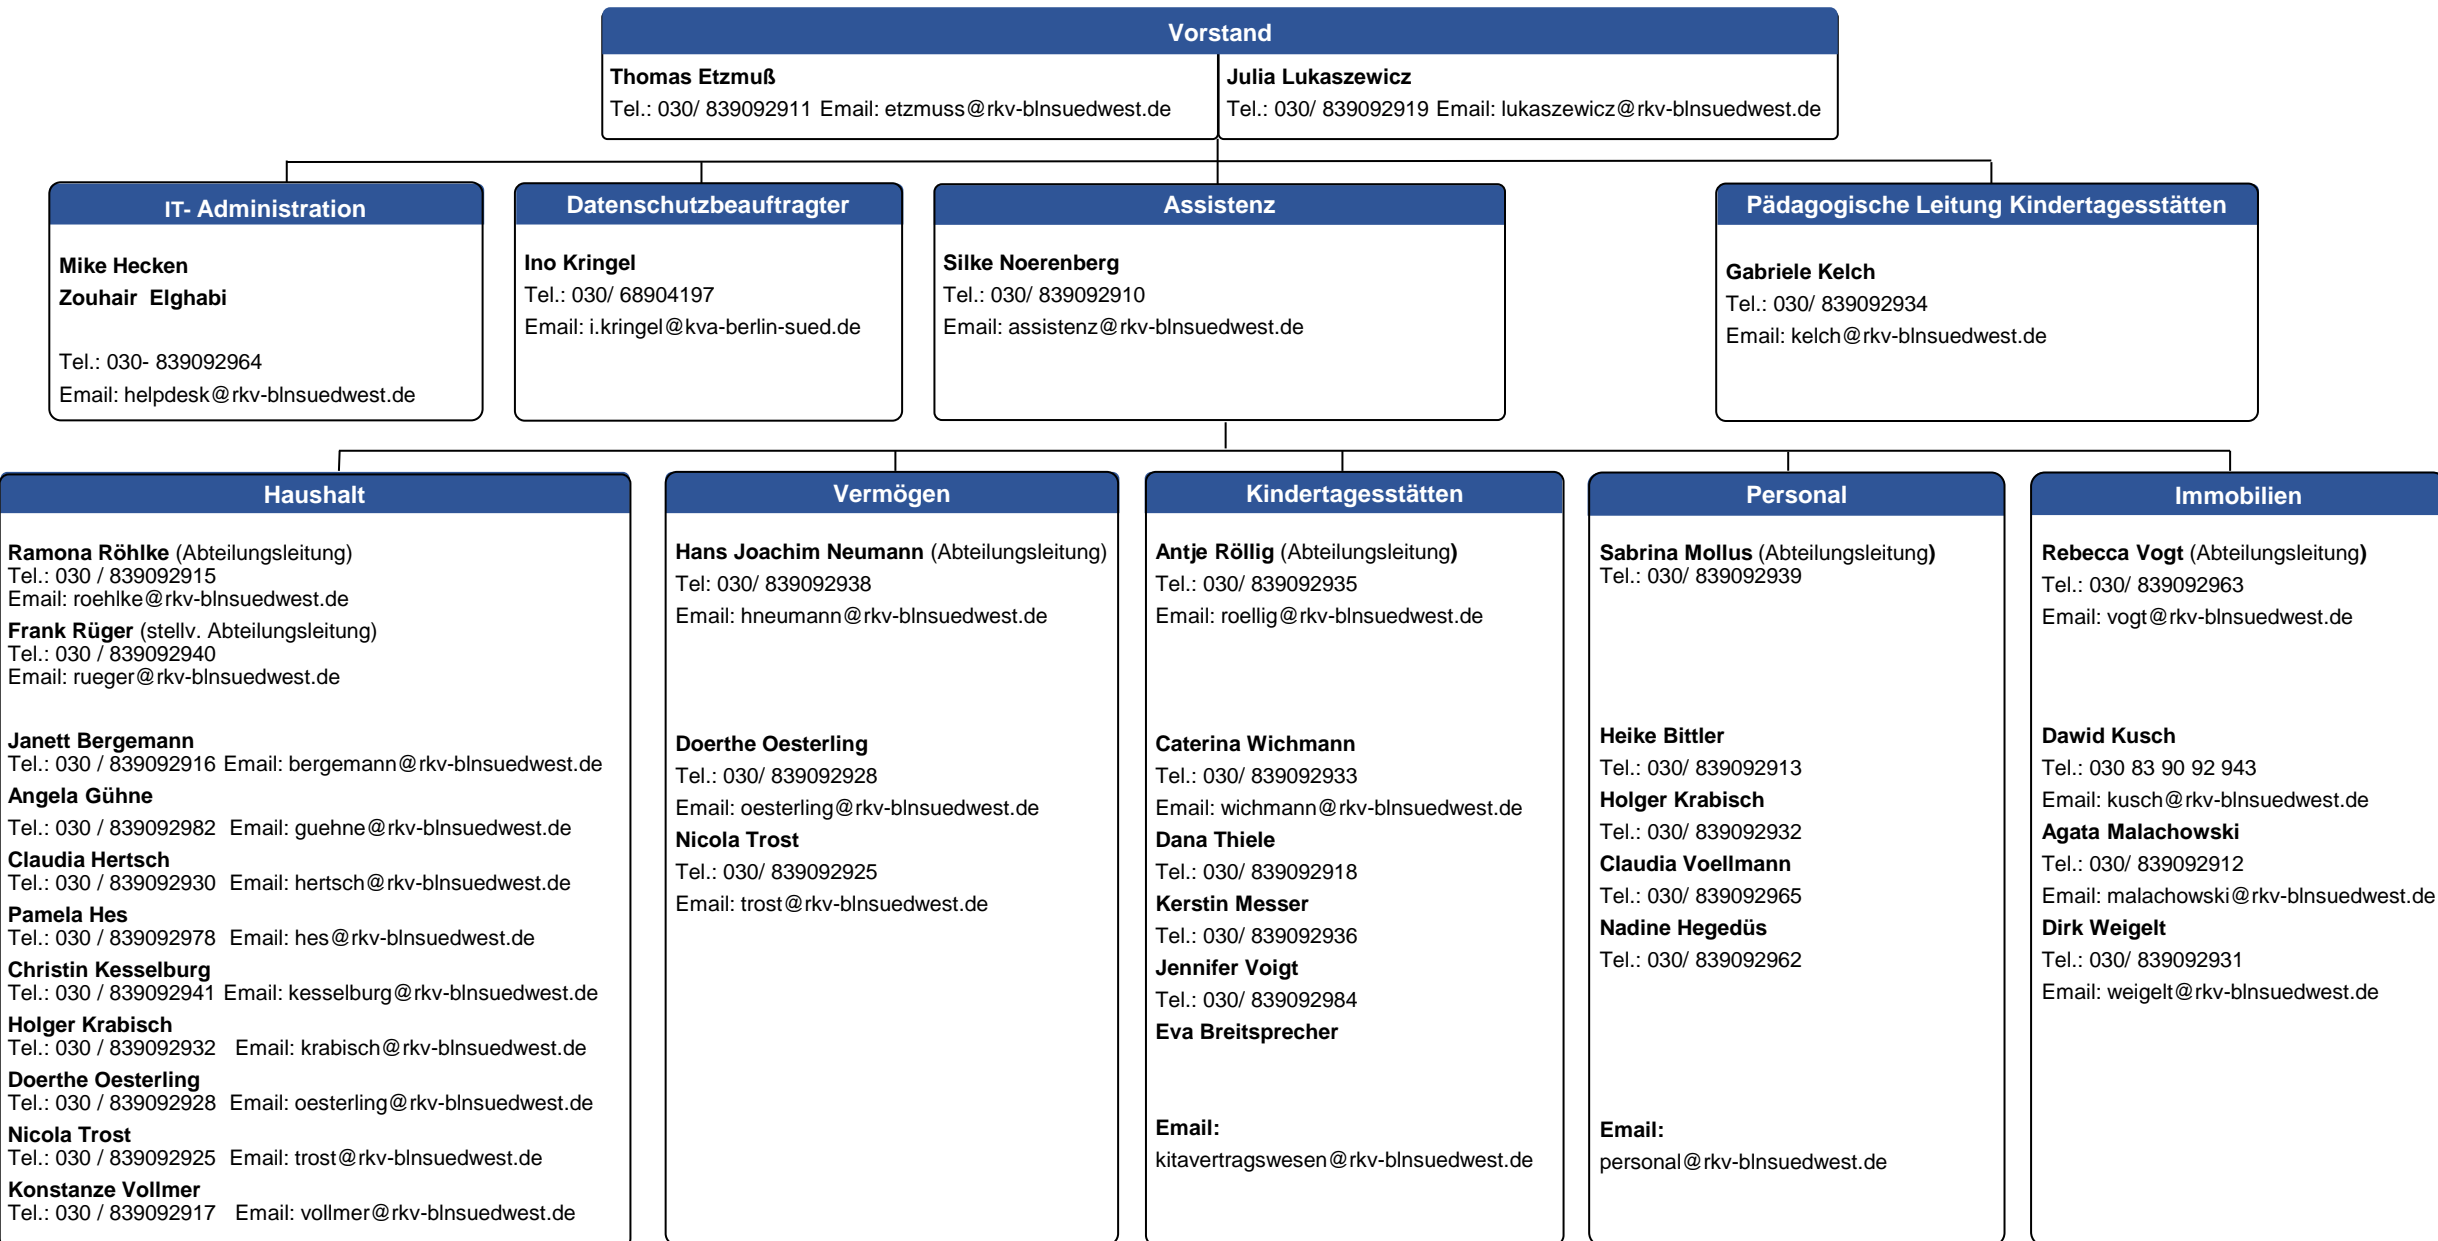 Vorstand
Thomas Etzmuß
Tel.: 030/ 839092911 Email: etzmuss@rkv-blnsuedwest.de
Julia Lukaszewicz
Tel.: 030/ 839092919 Email: lukaszewicz@rkv-blnsuedwest.de
IT- Administration
Mike Hecken
Zouhair Elghabi
Tel.: 030- 839092964
Email: helpdesk@rkv-blnsuedwest.de
Datenschutzbeauftragter
Ino Kringel
Tel.: 030/ 68904197
Email: i.kringel@kva-berlin-sued.de
Assistenz
Silke Noerenberg
Tel.: 030/ 839092910
Email: assistenz@rkv-blnsuedwest.de
Pädagogische Leitung Kindertagesstätten
Gabriele Kelch
Tel.: 030/ 839092934
Email: kelch@rkv-blnsuedwest.de
Haushalt
Ramona Röhlke (Abteilungsleitung)
Tel.: 030 / 839092915
Email: roehlke@rkv-blnsuedwest.de
Frank Rüger (stellv. Abteilungsleitung)
Tel.: 030 / 839092940
Email: rueger@rkv-blnsuedwest.de
Janett Bergemann
Tel.: 030 / 839092916 Email: bergemann@rkv-blnsuedwest.de
Angela Gühne
Tel.: 030 / 839092982 Email: guehne@rkv-blnsuedwest.de
Claudia Hertsch
Tel.: 030 / 839092930 Email: hertsch@rkv-blnsuedwest.de
Pamela Hes
Tel.: 030 / 839092978 Email: hes@rkv-blnsuedwest.de
Christin Kesselburg
Tel.: 030 / 839092941 Email: kesselburg@rkv-blnsuedwest.de
Holger Krabisch
Tel.: 030 / 839092932 Email: krabisch@rkv-blnsuedwest.de
Doerthe Oesterling
Tel.: 030 / 839092928 Email: oesterling@rkv-blnsuedwest.de
Nicola Trost
Tel.: 030 / 839092925 Email: trost@rkv-blnsuedwest.de
Konstanze Vollmer
Tel.: 030 / 839092917 Email: vollmer@rkv-blnsuedwest.de
Vermögen
Hans Joachim Neumann (Abteilungsleitung)
Tel: 030/ 839092938
Email: hneumann@rkv-blnsuedwest.de
Doerthe Oesterling
Tel.: 030/ 839092928
Email: oesterling@rkv-blnsuedwest.de
Nicola Trost
Tel.: 030/ 839092925
Email: trost@rkv-blnsuedwest.de
Kindertagesstätten
Antje Röllig (Abteilungsleitung)
Tel.: 030/ 839092935
Email: roellig@rkv-blnsuedwest.de
Caterina Wichmann
Tel.: 030/ 839092933
Email: wichmann@rkv-blnsuedwest.de
Dana Thiele
Tel.: 030/ 839092918
Kerstin Messer
Tel.: 030/ 839092936
Jennifer Voigt
Tel.: 030/ 839092984
Eva Breitsprecher
Email:
kitavertragswesen@rkv-blnsuedwest.de
Personal
Sabrina Mollus (Abteilungsleitung)
Tel.: 030/ 839092939
Heike Bittler
Tel.: 030/ 839092913
Holger Krabisch
Tel.: 030/ 839092932
Claudia Voellmann
Tel.: 030/ 839092965
Nadine Hegedüs
Tel.: 030/ 839092962
Email:
personal@rkv-blnsuedwest.de
Immobilien
Rebecca Vogt (Abteilungsleitung)
Tel.: 030/ 839092963
Email: vogt@rkv-blnsuedwest.de
Dawid Kusch
Tel.: 030 83 90 92 943
Email: kusch@rkv-blnsuedwest.de
Agata Malachowski
Tel.: 030/ 839092912
Email: malachowski@rkv-blnsuedwest.de
Dirk Weigelt
Tel.: 030/ 839092931
Email: weigelt@rkv-blnsuedwest.de